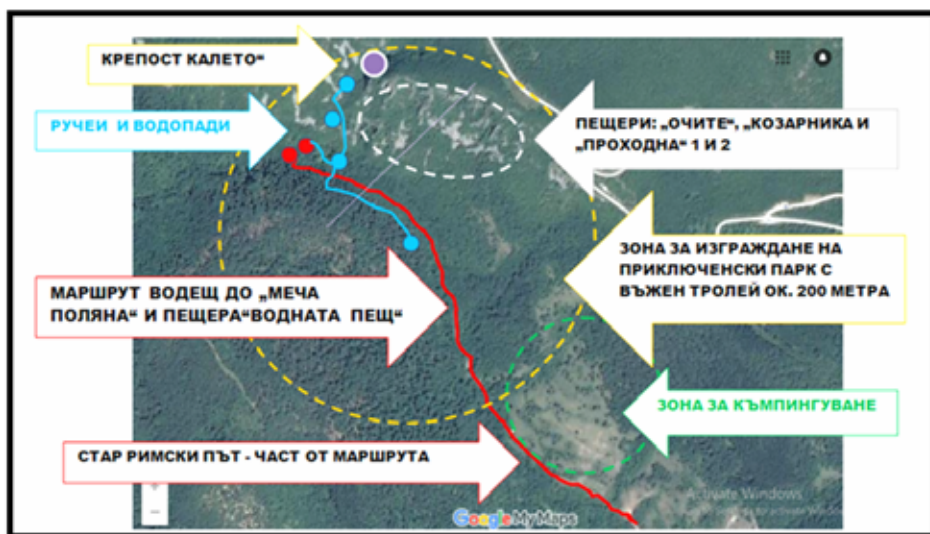 КРЕПОСТ КАЛЕТО“
РУЧЕИ И ВОДОПАДИ
ПЕЩЕРИ: „ОЧИТЕ“, „КОЗАРНИКА И
„ПРОХОДНА“ 1 И 2
ЗОНА ЗА ИЗГРАЖДАНЕ НА
ПРИКЛЮЧЕНСКИ ПАРК С
ВЪЖЕН ТРОЛЕЙ ОК. 200 МЕТРА
МАРШРУТ ВОДЕЩ ДО „МЕЧА
ПОЛЯНА“ И ПЕЩЕРА“ВОДНАТА ПЕЩ“
ЗОНА ЗА КЪМПИНГУВАНЕ
СТАР РИМСКИ ПЪТ - ЧАСТ ОТ МАРШРУТА
Activate Windows
Google My Maps